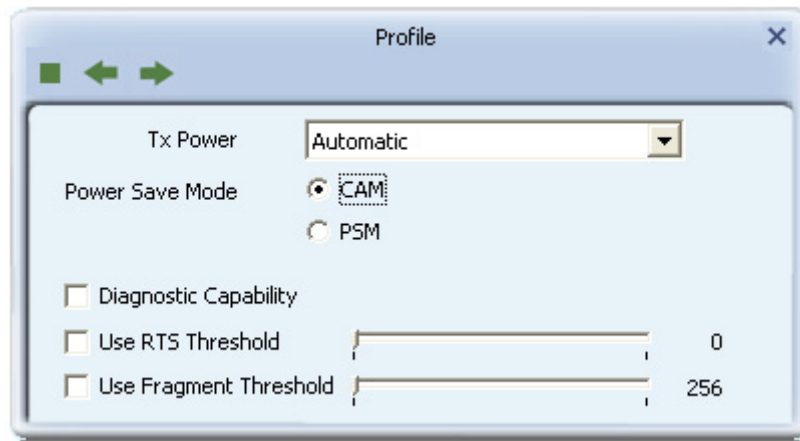 Profile
Tx Power Automatic
Power Save Mode CAM
PSM
Diagnostic Capability
Use RTS Threshold 0
Use Fragment Threshold 256